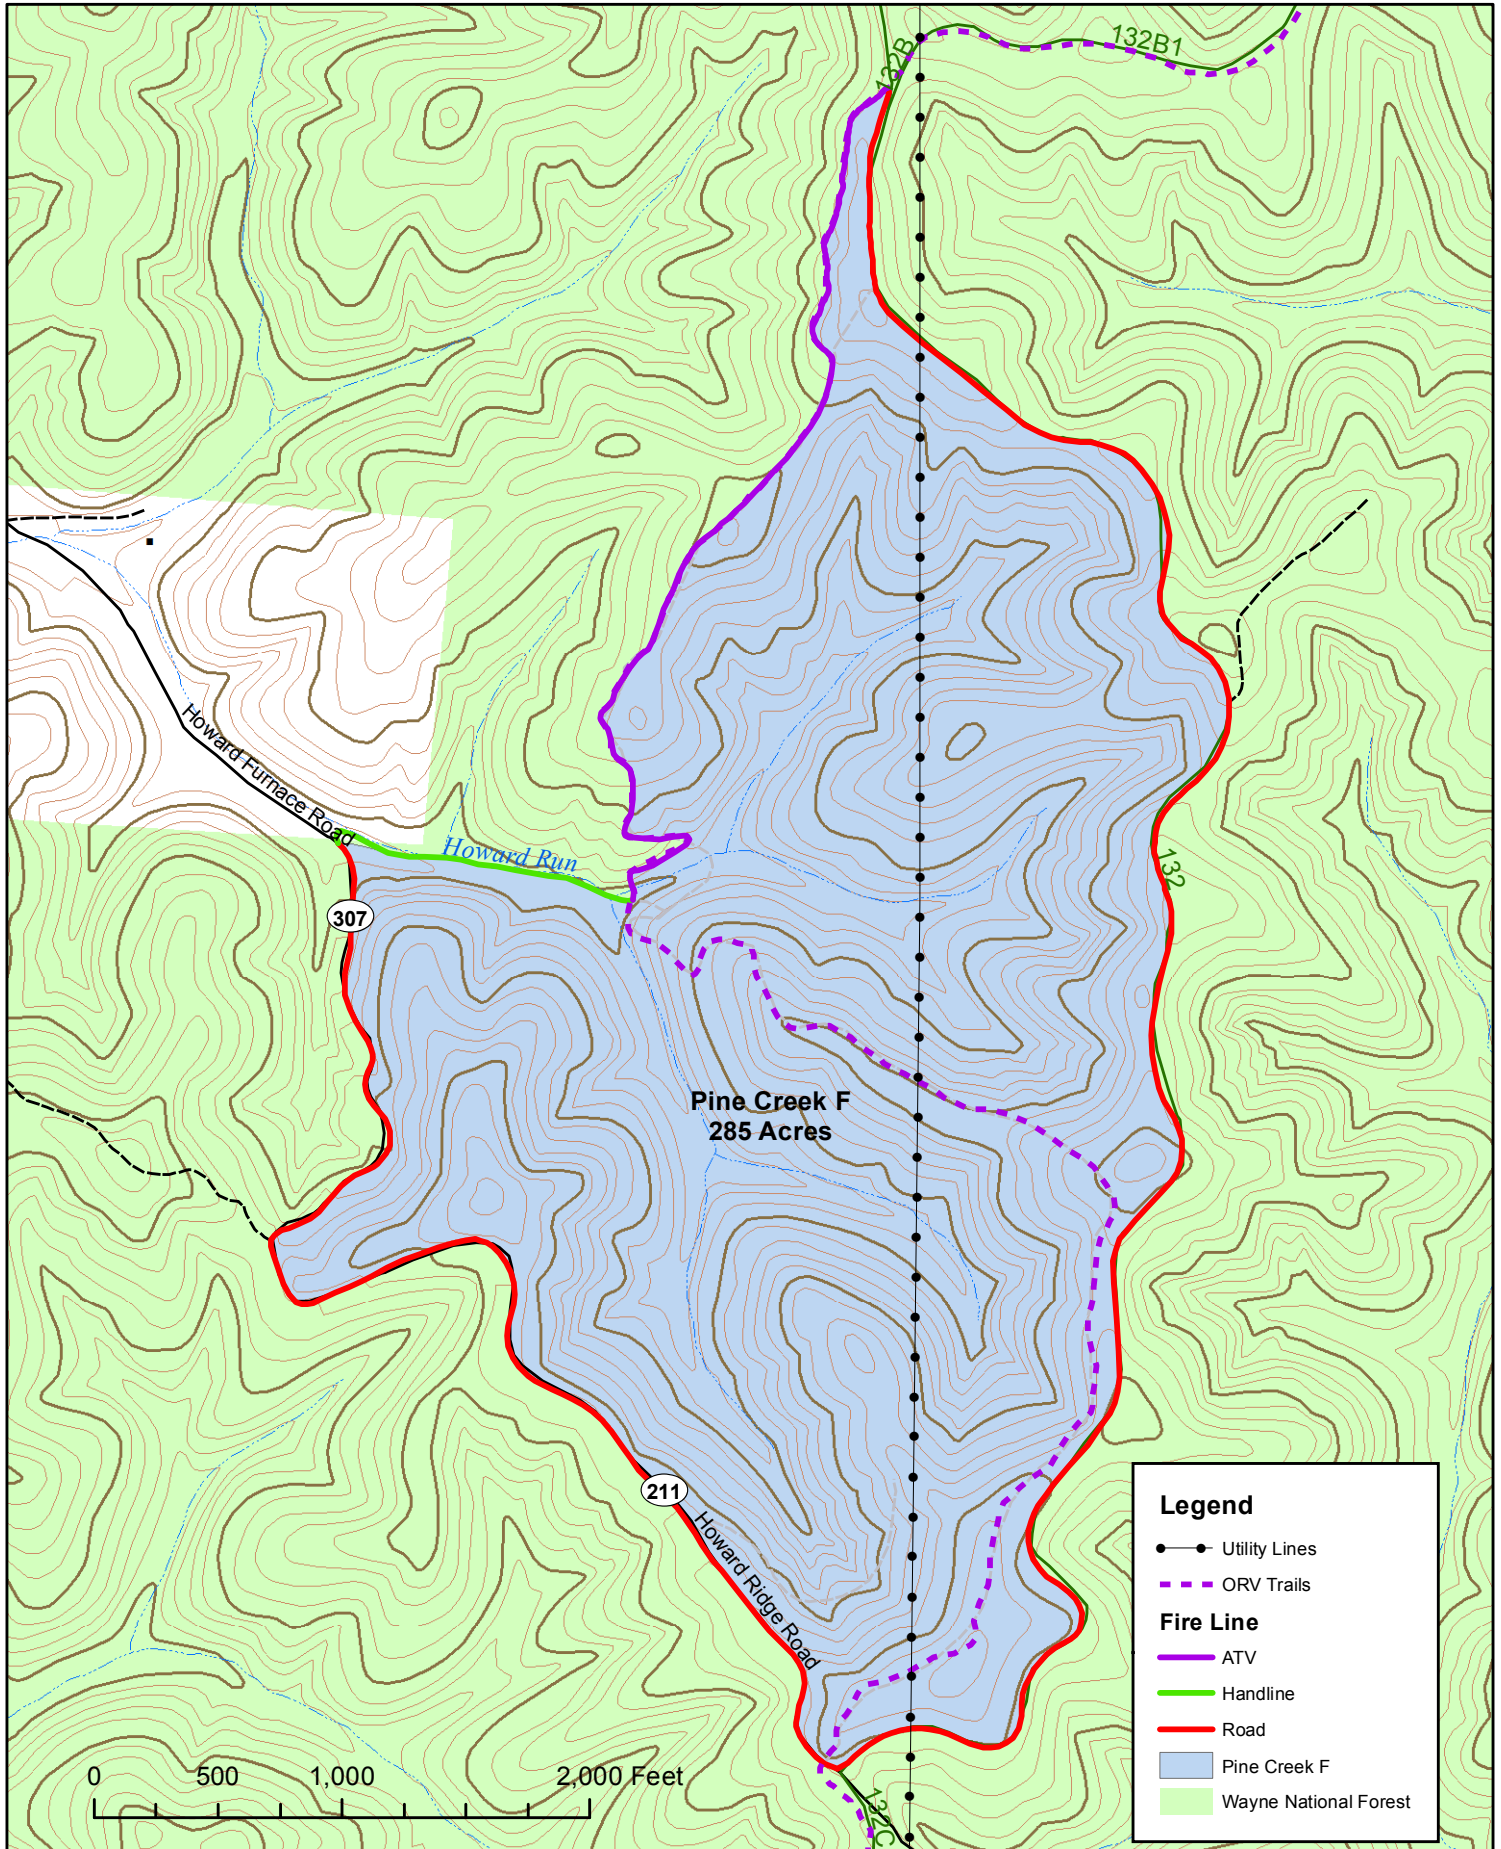 132B
132B1
Howard Furnace Road
Howard Run
307
132
Pine Creek F
285 Acres
211
Howard Ridge Road
132C
0 500 1,000 2,000 Feet
Legend
Utility Lines
ORV Trails
Fire Line
ATV
Handline
Road
Pine Creek F
Wayne National Forest